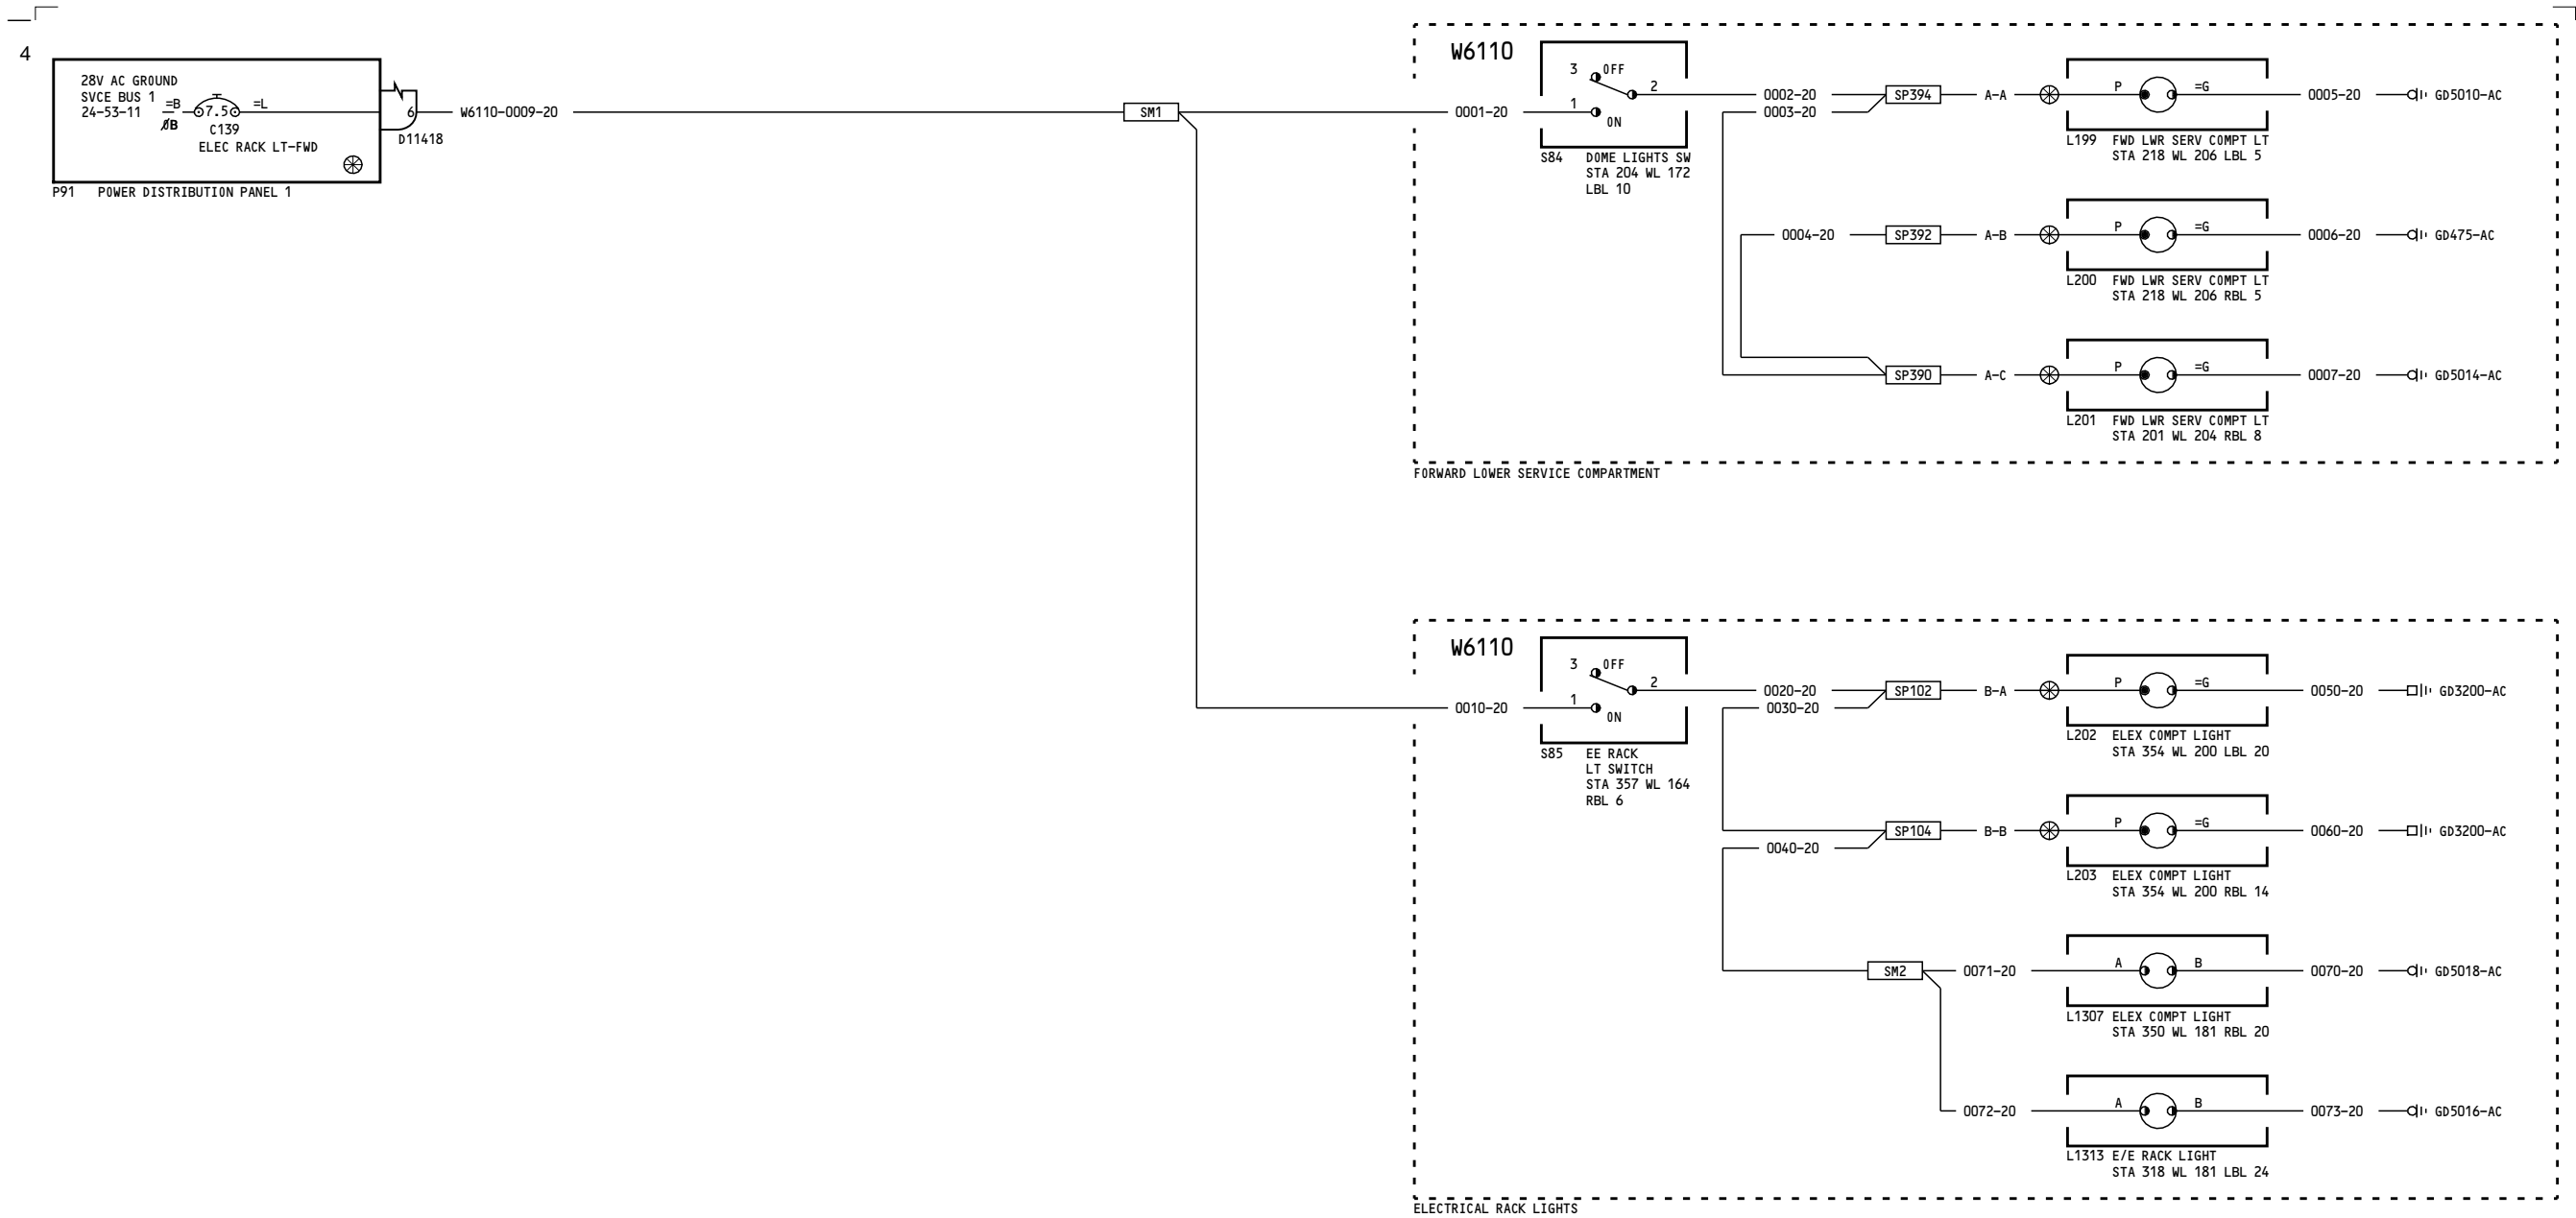 4
28V AC GROUND
SVCE BUS 1
24-53-11
=B
ØB
7.5
=L
C139
ELEC RACK LT-FWD
6
D11418
P91 POWER DISTRIBUTION PANEL 1
W6110-0009-20
SM1
W6110
0001-20
3 OFF
2
1
ON
S84 DOME LIGHTS SW
STA 204 WL 172
LBL 10
0002-20
0003-20
SP394
A-A
P
=G
0005-20
GD5010-AC
L199 FWD LWR SERV COMPT LT
STA 218 WL 206 LBL 5
0004-20
SP392
A-B
P
=G
0006-20
GD475-AC
L200 FWD LWR SERV COMPT LT
STA 218 WL 206 RBL 5
SP390
A-C
P
=G
0007-20
GD5014-AC
L201 FWD LWR SERV COMPT LT
STA 201 WL 204 RBL 8
FORWARD LOWER SERVICE COMPARTMENT
W6110
0010-20
3 OFF
2
1
ON
S85 EE RACK
LT SWITCH
STA 357 WL 164
RBL 6
0020-20
0030-20
SP102
B-A
P
=G
0050-20
GD3200-AC
L202 ELEX COMPT LIGHT
STA 354 WL 200 LBL 20
SP104
0040-20
B-B
P
=G
0060-20
GD3200-AC
L203 ELEX COMPT LIGHT
STA 354 WL 200 RBL 14
SM2
0071-20
A
B
0070-20
GD5018-AC
L1307 ELEX COMPT LIGHT
STA 350 WL 181 RBL 20
0072-20
A
B
0073-20
GD5016-AC
L1313 E/E RACK LIGHT
STA 318 WL 181 LBL 24
ELECTRICAL RACK LIGHTS